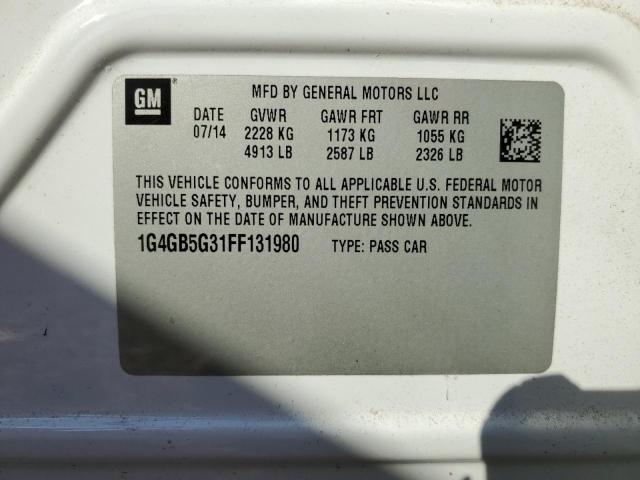 GM ®
MFD BY GENERAL MOTORS LLC
DATE GVWR GAWR FRT GAWR RR
07/14 2228 KG 1173 KG 1055 KG
4913 LB 2587 LB 2326 LB
THIS VEHICLE CONFORMS TO ALL APPLICABLE U.S. FEDERAL MOTOR
VEHICLE SAFETY, BUMPER, AND THEFT PREVENTION STANDARDS IN
EFFECT ON THE DATE OF MANUFACTURE SHOWN ABOVE.
1G4GB5G31FF131980 TYPE: PASS CAR